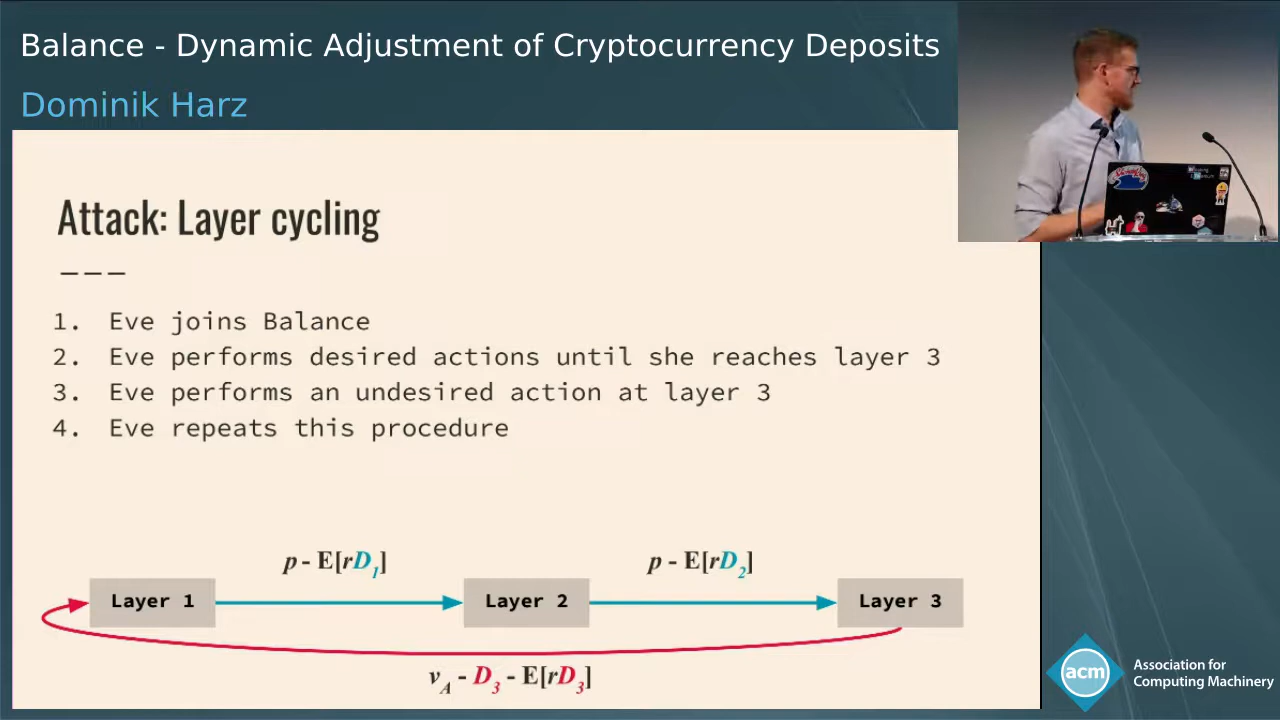 Balance - Dynamic Adjustment of Cryptocurrency Deposits
Dominik Harz
Attack: Layer cycling
---
1. Eve joins Balance
2. Eve performs desired actions until she reaches layer 3
3. Eve performs an undesired action at layer 3
4. Eve repeats this procedure
p - E[rD₁]
p - E[rD₂]
Layer 1
Layer 2
Layer 3
v_A - D₃ - E[rD₃]
acm
Association for
Computing Machinery